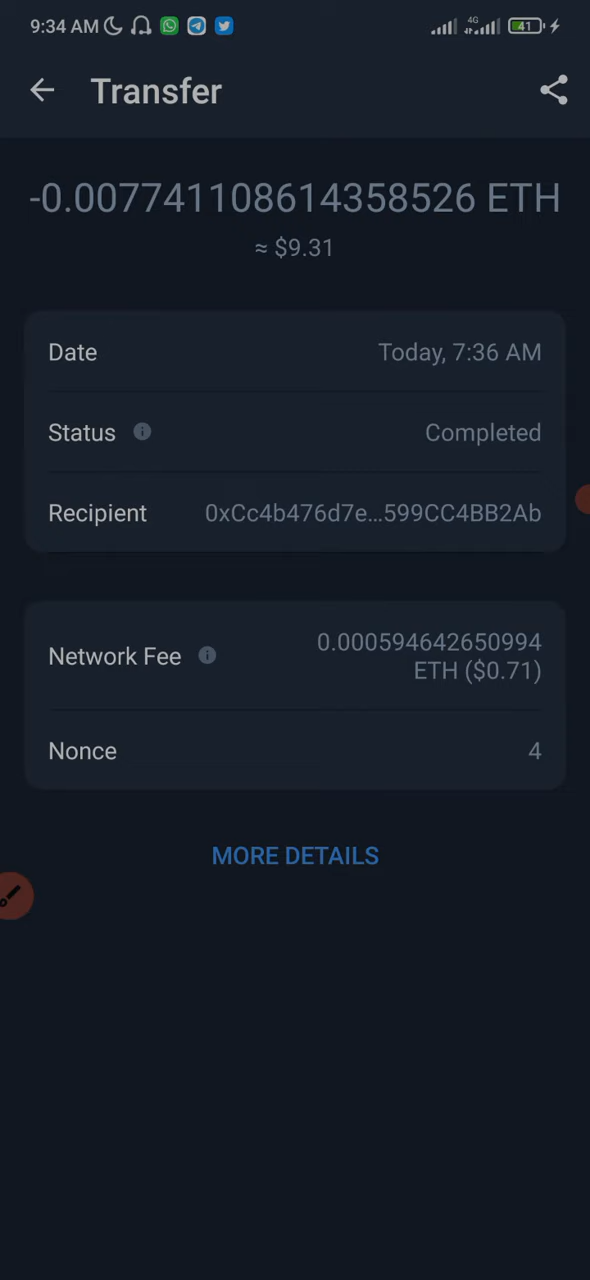 9:34 AM 4G 41
Transfer
-0.007741108614358526 ETH
≈ $9.31
Date Today, 7:36 AM
Status Completed
Recipient 0xCc4b476d7e...599CC4BB2Ab
Network Fee 0.000594642650994
ETH ($0.71)
Nonce 4
MORE DETAILS